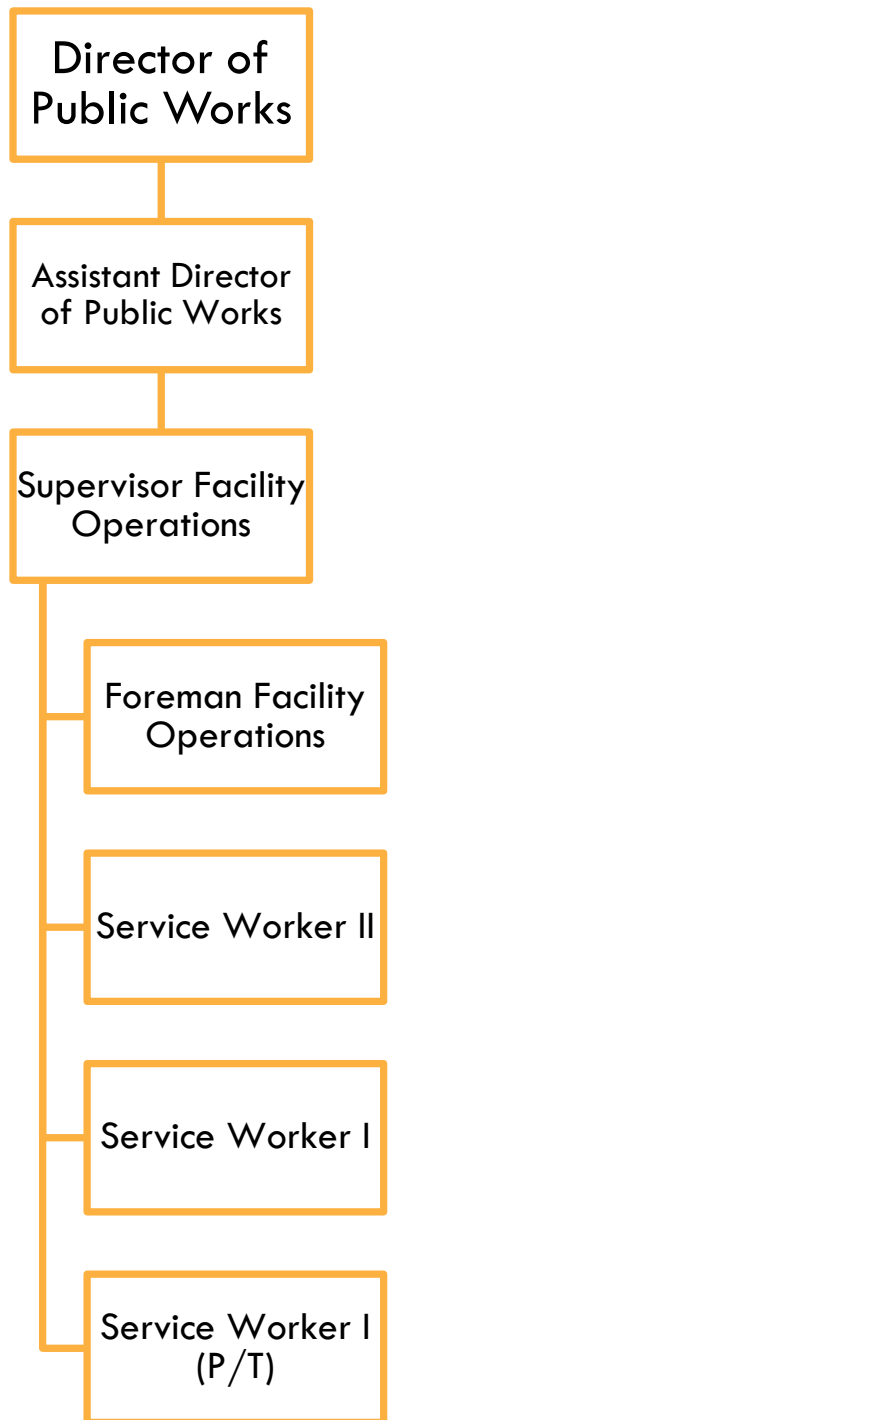 Director of
Public Works
Assistant Director
of Public Works
Supervisor Facility
Operations
Foreman Facility
Operations
Service Worker II
Service Worker I
Service Worker I
(P/T)